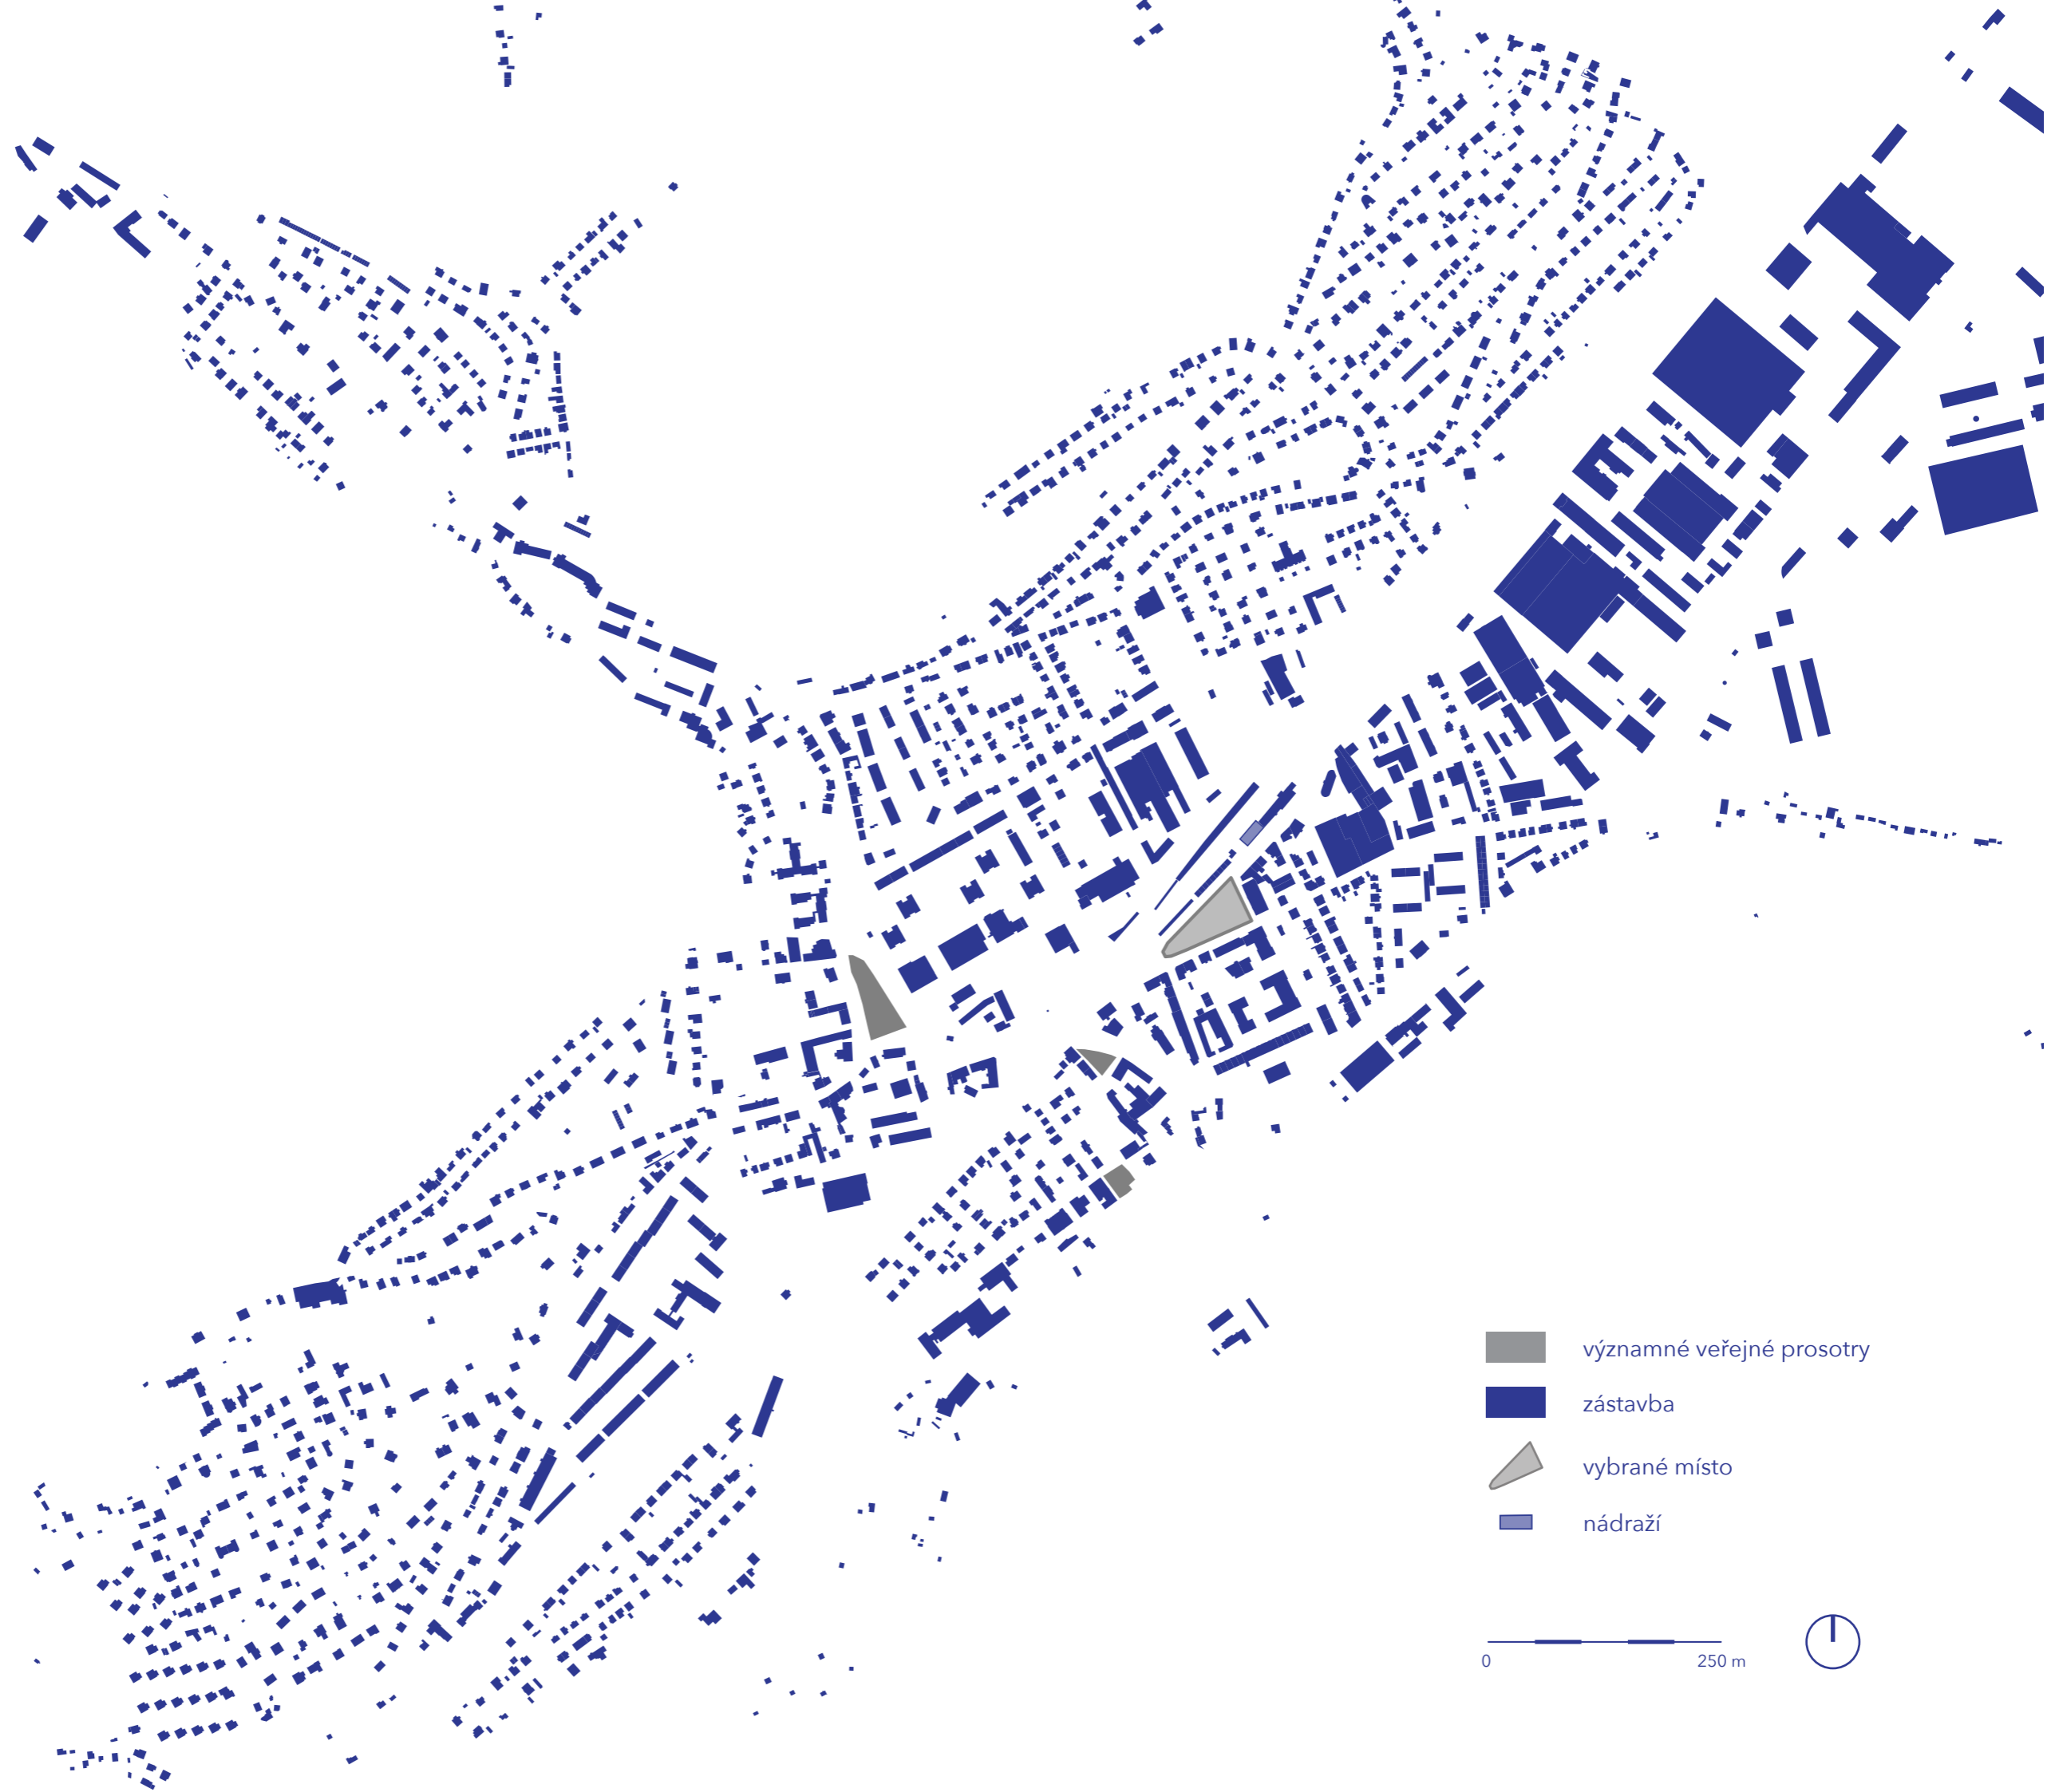 významné veřejné prosotry
zástavba
vybrané místo
nádraží
0 250 m